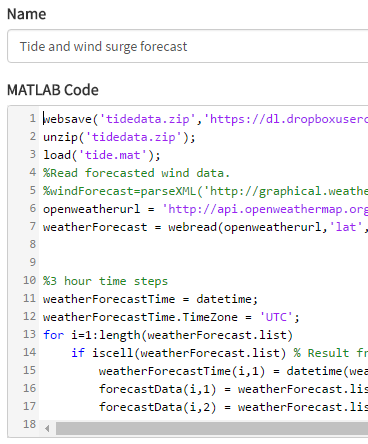 Name
Tide and wind surge forecast
MATLAB Code
1 websave('tidedata.zip','https://dl.dropboxuserc
2 unzip('tidedata.zip');
3 load('tide.mat');
4 %Read forecasted wind data.
5 %windForecast=parseXML('http://graphical.weathe
6 openweatherurl = 'http://api.openweathermap.org
7 weatherForecast = webread(openweatherurl,'lat',
8
9
10 %3 hour time steps
11 weatherForecastTime = datetime;
12 weatherForecastTime.TimeZone = 'UTC';
13 for i=1:length(weatherForecast.list)
14 if iscell(weatherForecast.list) % Result fr
15 weatherForecastTime(i,1) = datetime(wea
16 forecastData(i,1) = weatherForecast.lis
17 forecastData(i,2) = weatherForecast.lis
18